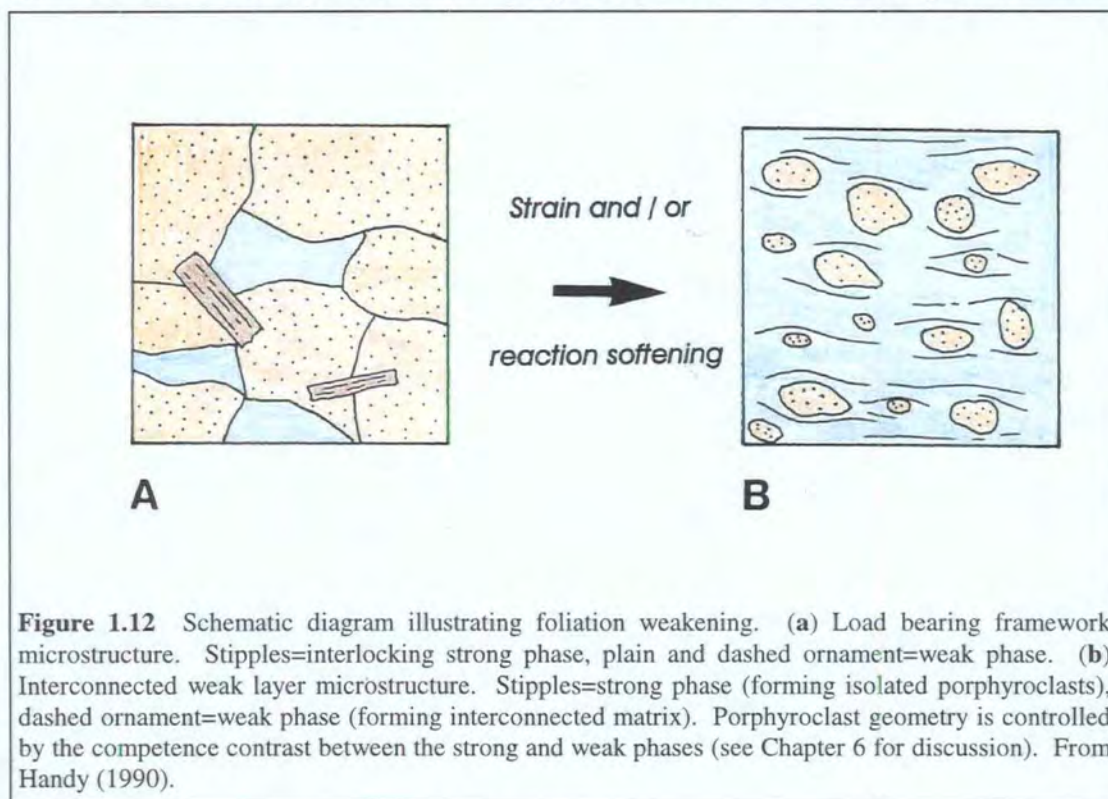 Strain and / or
reaction softening
A
B
Figure 1.12 Schematic diagram illustrating foliation weakening. (a) Load bearing framework
microstructure. Stipples=interlocking strong phase, plain and dashed ornament=weak phase. (b)
Interconnected weak layer microstructure. Stipples=strong phase (forming isolated porphyroclasts),
dashed ornament=weak phase (forming interconnected matrix). Porphyroclast geometry is controlled
by the competence contrast between the strong and weak phases (see Chapter 6 for discussion). From
Handy (1990).